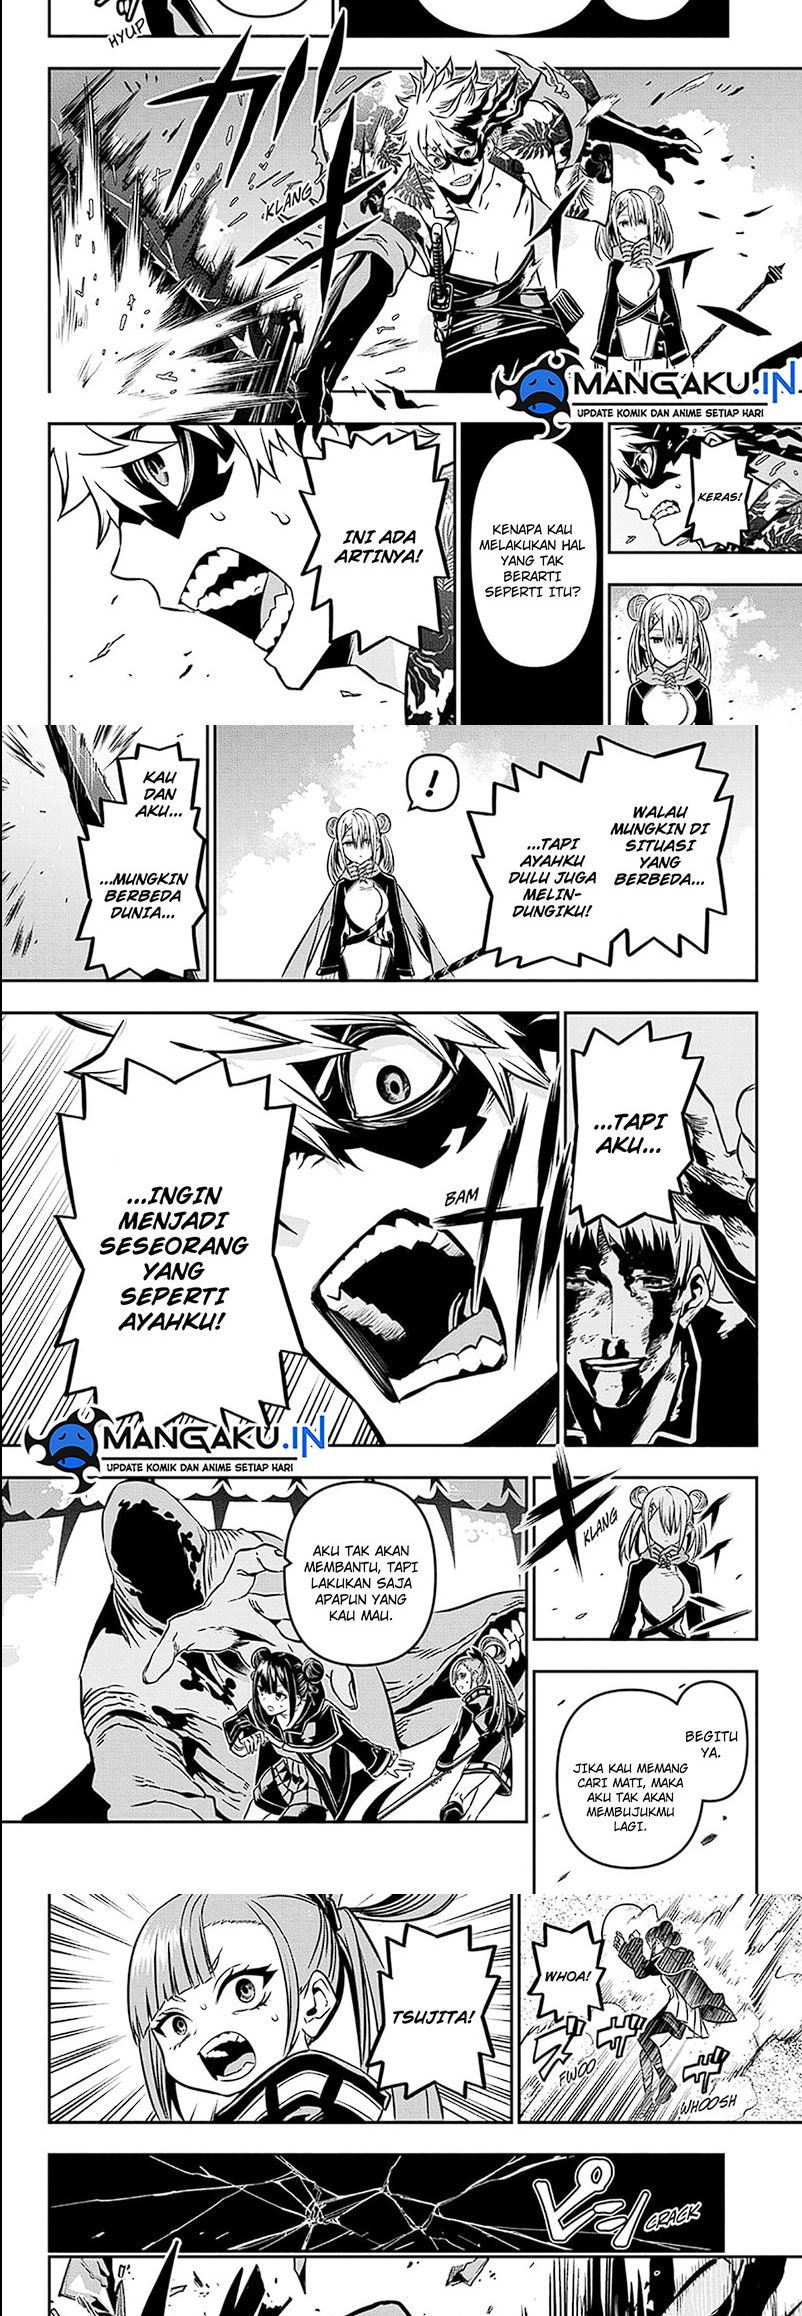 HYUP
ガ
キ
KLANG
MANGAKU.IN
UPDATE KOMIK DAN ANIME SETIAP HARI
KERAS!
KENAPA KAU
MELAKUKAN HAL
YANG TAK
BERARTI
SEPERTI ITU?
INI ADA
ARTINYA!
WALAU
MUNGKIN DI
SITUASI
YANG
BERBEDA...
...TAPI
AYAHKU
DULU JUGA
MELIN-
DUNGIKU!
!
KAU
DAN
AKU...
...MUNGKIN
BERBEDA
DUNIA...
...TAPI
AKU...
...INGIN
MENJADI
SESEORANG
YANG
SEPERTI
AYAHKU!
BAM
MANGAKU.IN
UPDATE KOMIK DAN ANIME SETIAP HARI
KLANG
BEGITU
YA.
JIKA KAU MEMANG
CARI MATI, MAKA
AKU TAK AKAN
MEMBUJUKMU
LAGI.
AKU TAK AKAN
MEMBANTU, TAPI
LAKUKAN SAJA
APAPUN YANG
KAU MAU.
WHOA!
FWOO
WHOOSH
TSUJITA!
ピシ
CRACK